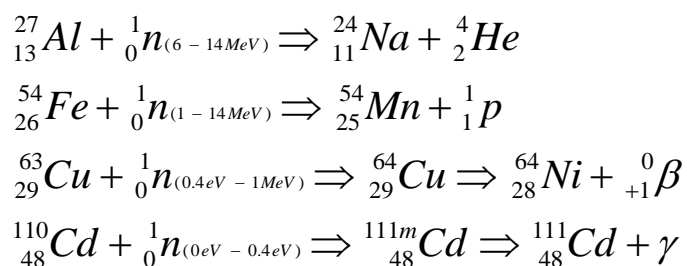 ²⁷₁₃Al + ¹₀n₍₆ ₋ ₁₄MeV₎ ⇒ ²⁴₁₁Na + ⁴₂He
⁵⁴₂₆Fe + ¹₀n₍₁ ₋ ₁₄MeV₎ ⇒ ⁵⁴₂₅Mn + ¹₁p
⁶³₂₉Cu + ¹₀n₍₀.₄eV ₋ ₁MeV₎ ⇒ ⁶⁴₂₉Cu ⇒ ⁶⁴₂₈Ni + ⁰₊₁β
¹¹⁰₄₈Cd + ¹₀n₍₀eV ₋ ₀.₄eV₎ ⇒ ¹¹¹ᵐ₄₈Cd ⇒ ¹¹¹₄₈Cd + γ